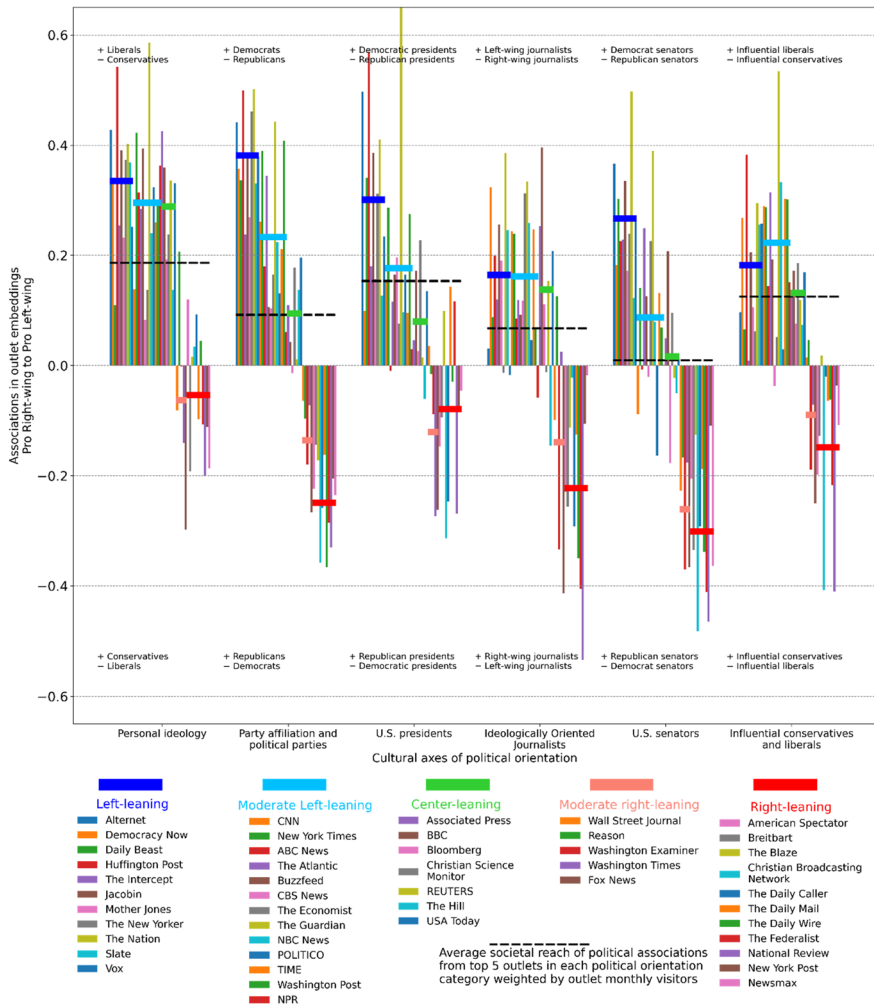 Associations in outlet embeddings
Pro Right-wing to Pro Left-wing
0.6
0.4
0.2
0.0
−0.2
−0.4
−0.6
+ Liberals
− Conservatives
+ Democrats
− Republicans
+ Democratic presidents
− Republican presidents
+ Left-wing journalists
− Right-wing journalists
+ Democrat senators
− Republican senators
+ Influential liberals
− Influential conservatives
+ Conservatives
− Liberals
+ Republicans
− Democrats
+ Republican presidents
− Democratic presidents
+ Right-wing journalists
− Left-wing journalists
+ Republican senators
− Democrat senators
+ Influential conservatives
− Influential liberals
Personal ideology
Party affiliation and
political parties
U.S. presidents
Ideologically Oriented
Journalists
U.S. senators
Influential conservatives
and liberals
Cultural axes of political orientation
Left-leaning
Alternet
Democracy Now
Daily Beast
Huffington Post
The Intercept
Jacobin
Mother Jones
The New Yorker
The Nation
Slate
Vox
Moderate Left-leaning
CNN
New York Times
ABC News
The Atlantic
Buzzfeed
CBS News
The Economist
The Guardian
NBC News
POLITICO
TIME
Washington Post
NPR
Center-leaning
Associated Press
BBC
Bloomberg
Christian Science
Monitor
REUTERS
The Hill
USA Today
Moderate right-leaning
Wall Street Journal
Reason
Washington Examiner
Washington Times
Fox News
Right-leaning
American Spectator
Breitbart
The Blaze
Christian Broadcasting
Network
The Daily Caller
The Daily Mail
The Daily Wire
The Federalist
National Review
New York Post
Newsmax
Average societal reach of political associations
from top 5 outlets in each political orientation
category weighted by outlet monthly visitors